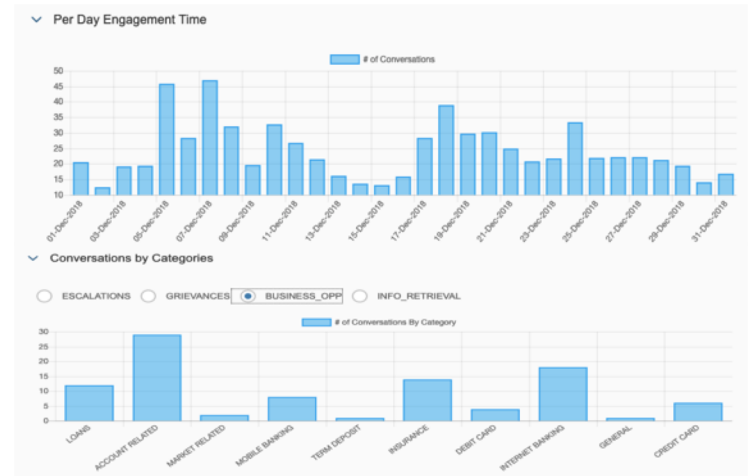 Per Day Engagement Time
# of Conversations
50
45
40
35
30
25
20
15
10
01-Dec-2018
03-Dec-2018
05-Dec-2018
07-Dec-2018
09-Dec-2018
11-Dec-2018
13-Dec-2018
15-Dec-2018
17-Dec-2018
19-Dec-2018
21-Dec-2018
23-Dec-2018
25-Dec-2018
27-Dec-2018
29-Dec-2018
31-Dec-2018
Conversations by Categories
ESCALATIONS GRIEVANCES BUSINESS_OPP INFO_RETRIEVAL
# of Conversations By Category
30
25
20
15
10
5
0
LOANS
ACCOUNT RELATED
MARKET RELATED
MOBILE BANKING
TERM DEPOSIT
INSURANCE
DEBIT CARD
INTERNET BANKING
GENERAL
CREDIT CARD